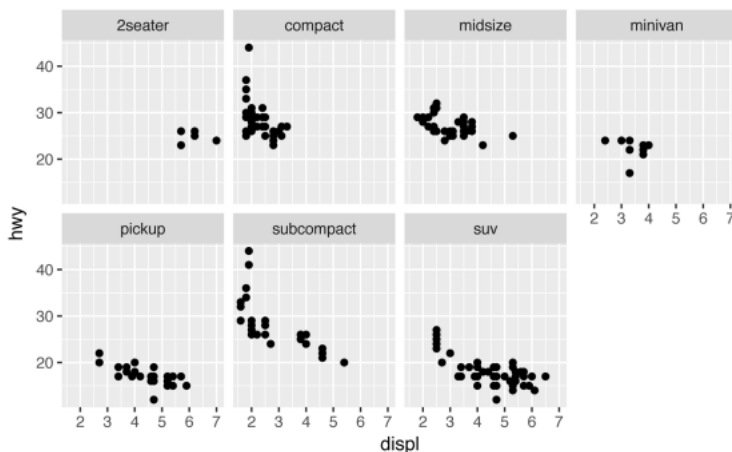 2seater compact midsize minivan
40
30
20
2 3 4 5 6 7
hwy
pickup subcompact suv
40
30
20
2 3 4 5 6 7 2 3 4 5 6 7 2 3 4 5 6 7
displ